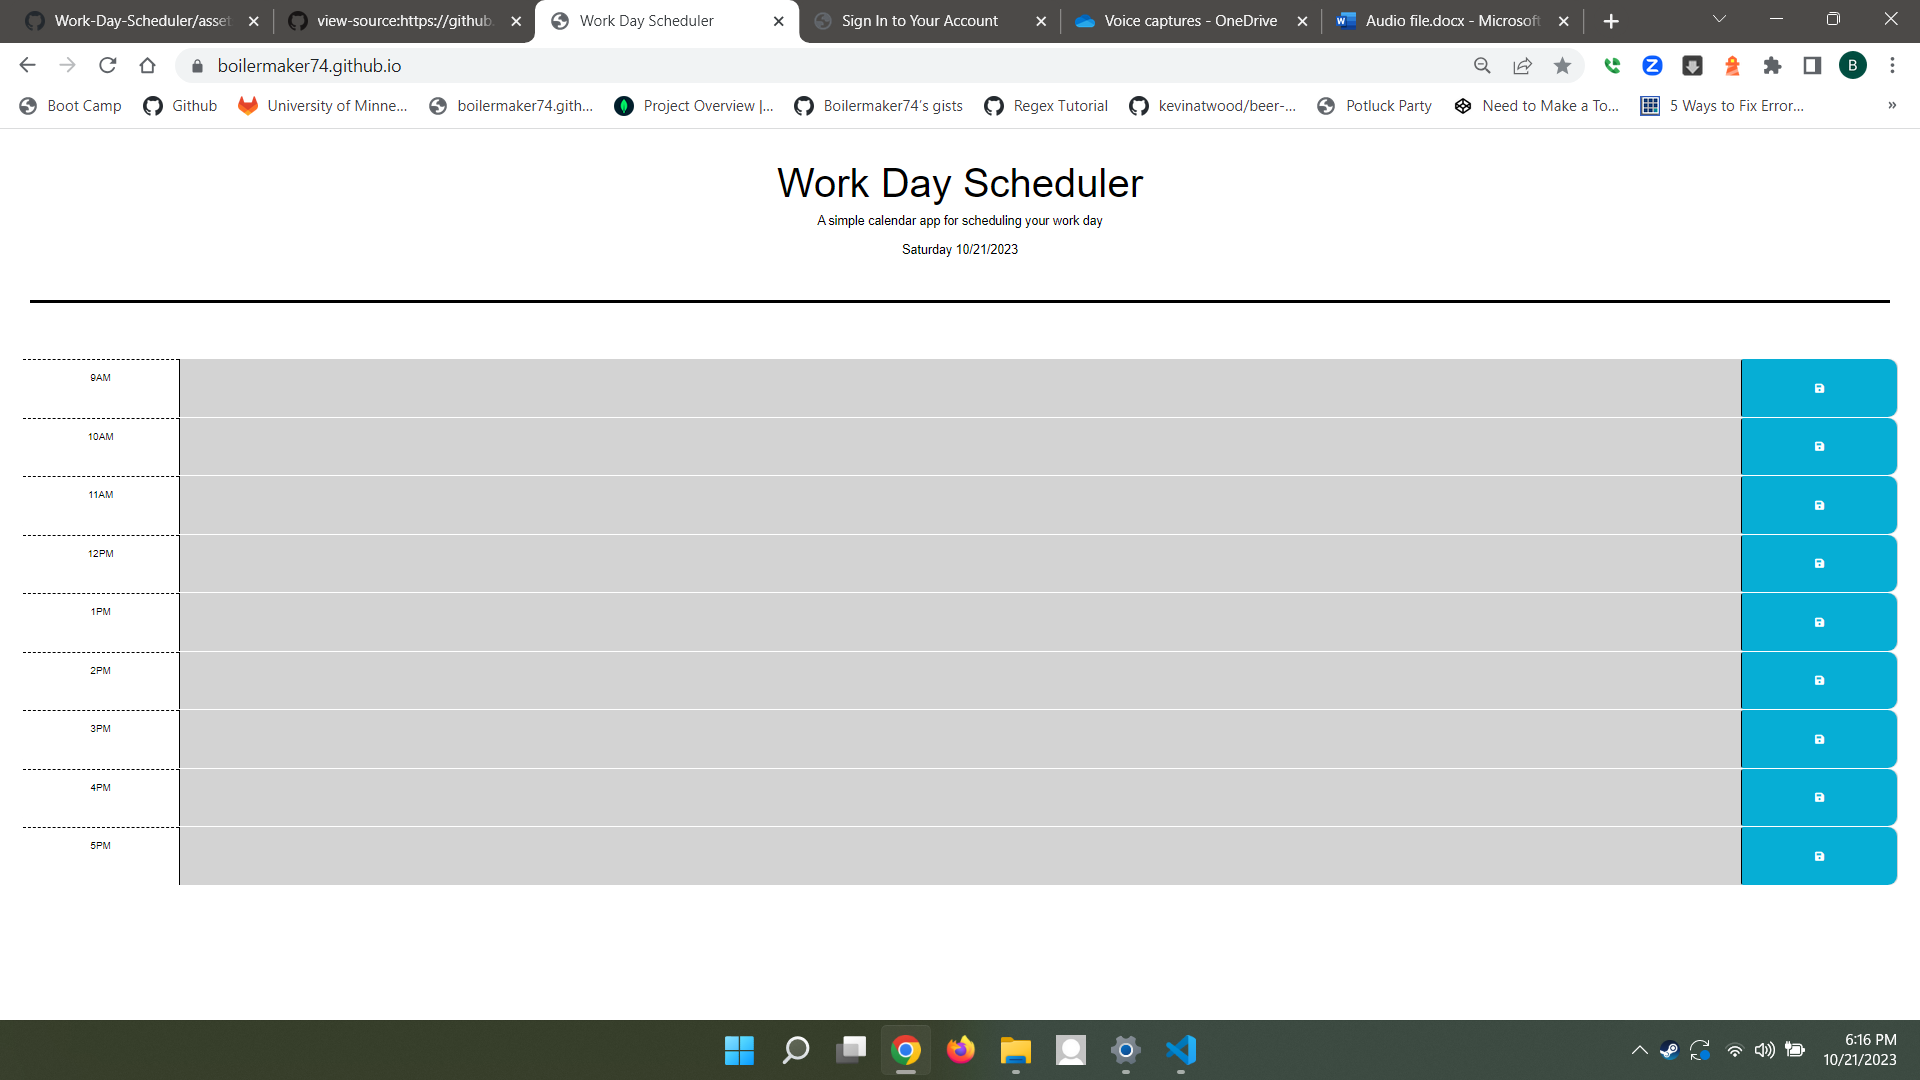 Work-Day-Scheduler/asset
view-source:https://github.
Work Day Scheduler
Sign In to Your Account
Voice captures - OneDrive
Audio file.docx - Microsoft
boilermaker74.github.io
B
Boot Camp
Github
University of Minne...
boilermaker74.gith...
Project Overview |...
Boilermaker74's gists
Regex Tutorial
kevinatwood/beer-...
Potluck Party
Need to Make a To...
5 Ways to Fix Error...
»
Work Day Scheduler
A simple calendar app for scheduling your work day
Saturday 10/21/2023
9AM
10AM
11AM
12PM
1PM
2PM
3PM
4PM
5PM
6:16 PM
10/21/2023